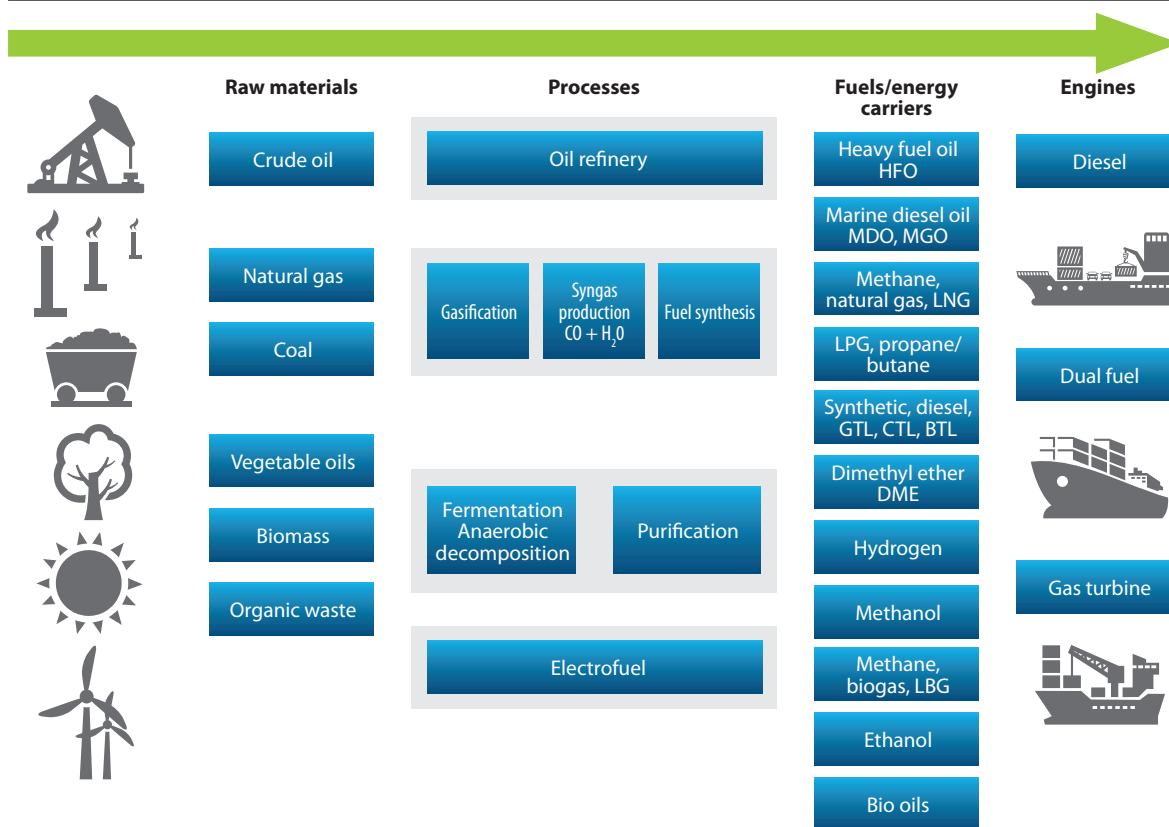 Raw materials
Processes
Fuels/energy
carriers
Engines
Crude oil
Natural gas
Coal
Vegetable oils
Biomass
Organic waste
Oil refinery
Gasification
Syngas
production
CO + H₂0
Fuel synthesis
Fermentation
Anaerobic
decomposition
Purification
Electrofuel
Heavy fuel oil
HFO
Marine diesel oil
MDO, MGO
Methane,
natural gas, LNG
LPG, propane/
butane
Synthetic, diesel,
GTL, CTL, BTL
Dimethyl ether
DME
Hydrogen
Methanol
Methane,
biogas, LBG
Ethanol
Bio oils
Diesel
Dual fuel
Gas turbine